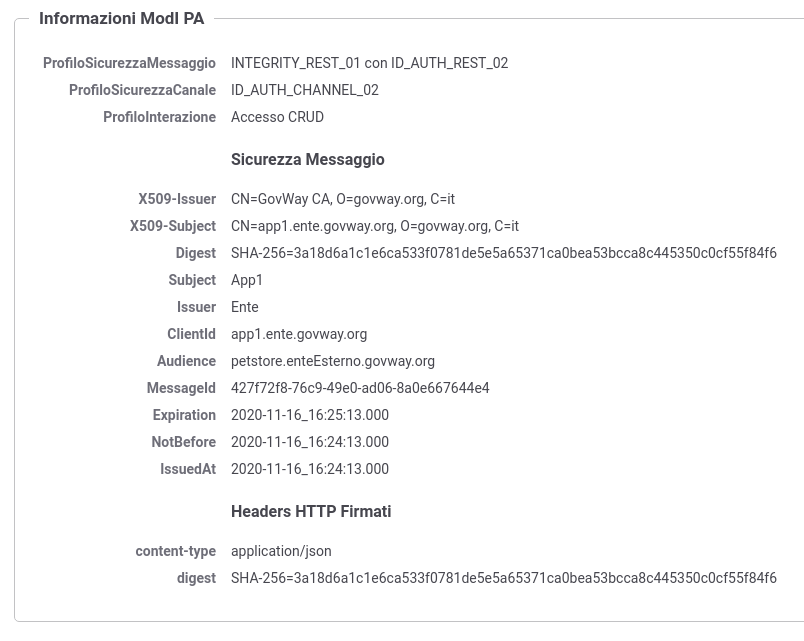 Informazioni ModI PA
ProfiloSicurezzaMessaggio INTEGRITY_REST_01 con ID_AUTH_REST_02
ProfiloSicurezzaCanale ID_AUTH_CHANNEL_02
ProfiloInterazione Accesso CRUD
Sicurezza Messaggio
X509-Issuer CN=GovWay CA, O=govway.org, C=it
X509-Subject CN=app1.ente.govway.org, O=govway.org, C=it
Digest SHA-256=3a18d6a1c1e6ca533f0781de5e5a65371ca0bea53bcca8c445350c0cf55f84f6
Subject App1
Issuer Ente
ClientId app1.ente.govway.org
Audience petstore.enteEsterno.govway.org
MessageId 427f72f8-76c9-49e0-ad06-8a0e667644e4
Expiration 2020-11-16_16:25:13.000
NotBefore 2020-11-16_16:24:13.000
IssuedAt 2020-11-16_16:24:13.000
Headers HTTP Firmati
content-type application/json
digest SHA-256=3a18d6a1c1e6ca533f0781de5e5a65371ca0bea53bcca8c445350c0cf55f84f6